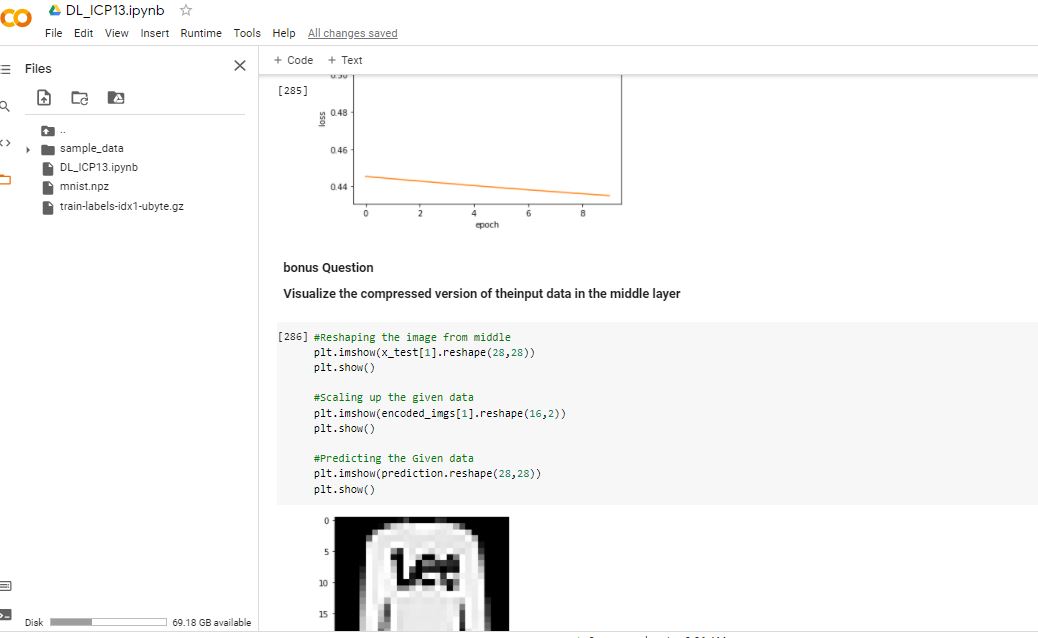 DL_ICP13.ipynb
File Edit View Insert Runtime Tools Help All changes saved
Files
+ Code + Text
..
sample_data
DL_ICP13.ipynb
mnist.npz
train-labels-idx1-ubyte.gz
Disk 69.18 GB available
[285]
0.50
0.48
0.46
0.44
loss
0 2 4 6 8
epoch
bonus Question
Visualize the compressed version of theinput data in the middle layer
[286] #Reshaping the image from middle
plt.imshow(x_test[1].reshape(28,28))
plt.show()
#Scaling up the given data
plt.imshow(encoded_imgs[1].reshape(16,2))
plt.show()
#Predicting the Given data
plt.imshow(prediction.reshape(28,28))
plt.show()
0
5
10
15